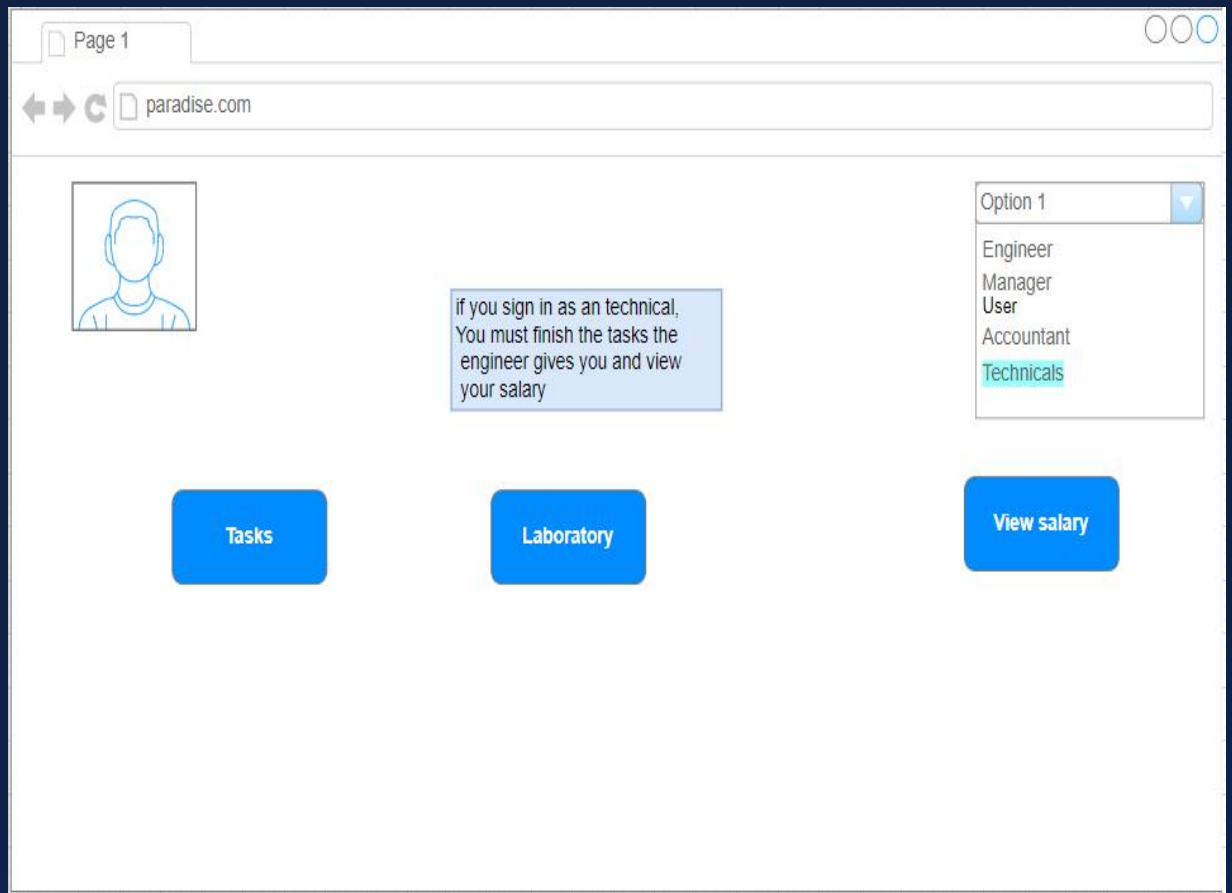 Page 1
paradise.com
Option 1
Engineer
Manager
User
Accountant
Technicals
if you sign in as an technical,
You must finish the tasks the
engineer gives you and view
your salary
Tasks
Laboratory
View salary